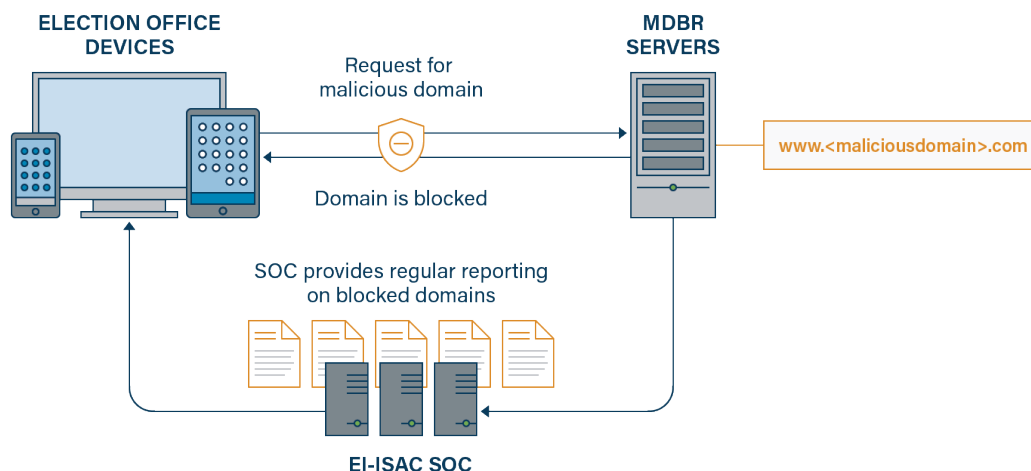 ELECTION OFFICE
DEVICES
MDBR
SERVERS
Request for
malicious domain
www.<maliciousdomain>.com
Domain is blocked
SOC provides regular reporting
on blocked domains
EI-ISAC SOC